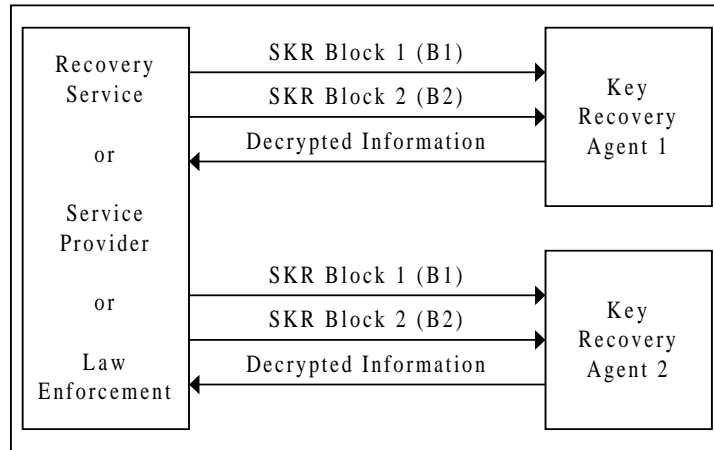 Recovery
Service
or
Service
Provider
or
Law
Enforcement
SKR Block 1 (B1)
SKR Block 2 (B2)
Decrypted Information
Key
Recovery
Agent 1
SKR Block 1 (B1)
SKR Block 2 (B2)
Decrypted Information
Key
Recovery
Agent 2